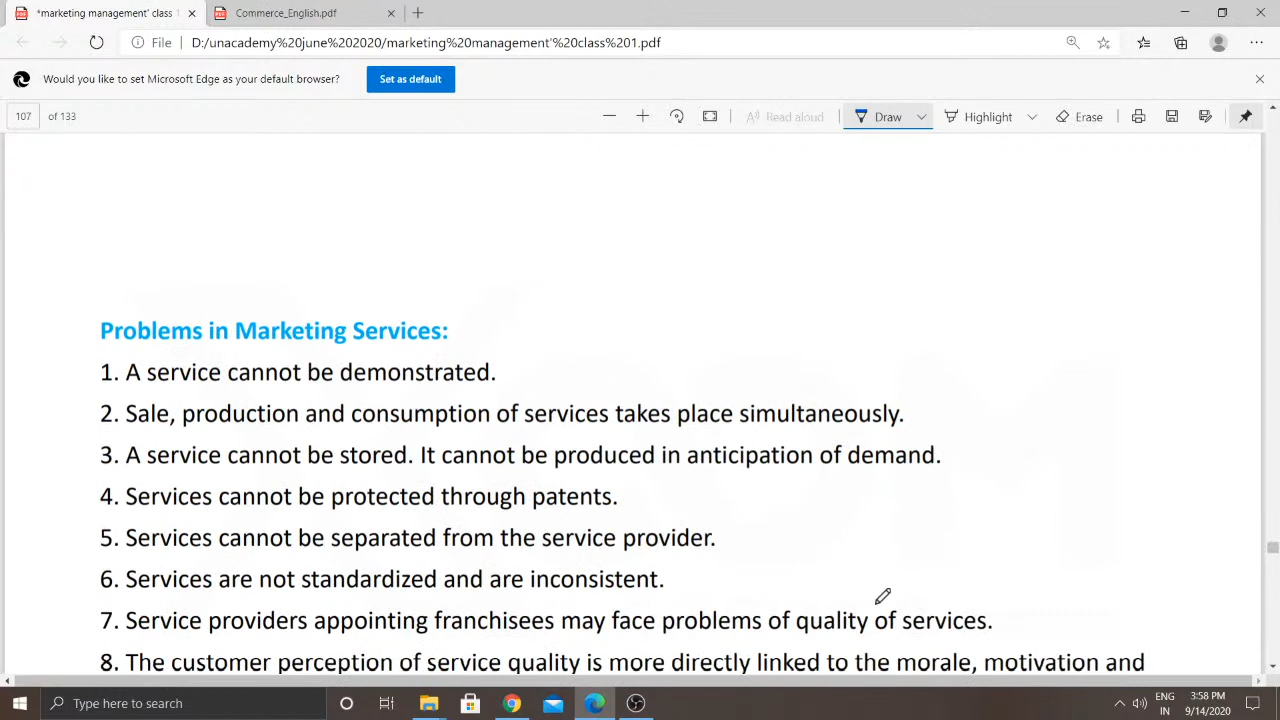 *marketing management' class 1
Commerce_English.pdf
File D:/unacademy%20june%202020/marketing%20management'%20class%201.pdf
Would you like to set Microsoft Edge as your default browser? Set as default
107 of 133 Read aloud Draw Highlight Erase
Problems in Marketing Services:
1. A service cannot be demonstrated.
2. Sale, production and consumption of services takes place simultaneously.
3. A service cannot be stored. It cannot be produced in anticipation of demand.
4. Services cannot be protected through patents.
5. Services cannot be separated from the service provider.
6. Services are not standardized and are inconsistent.
7. Service providers appointing franchisees may face problems of quality of services.
8. The customer perception of service quality is more directly linked to the morale, motivation and
Type here to search
ENG
IN
3:58 PM
9/14/2020